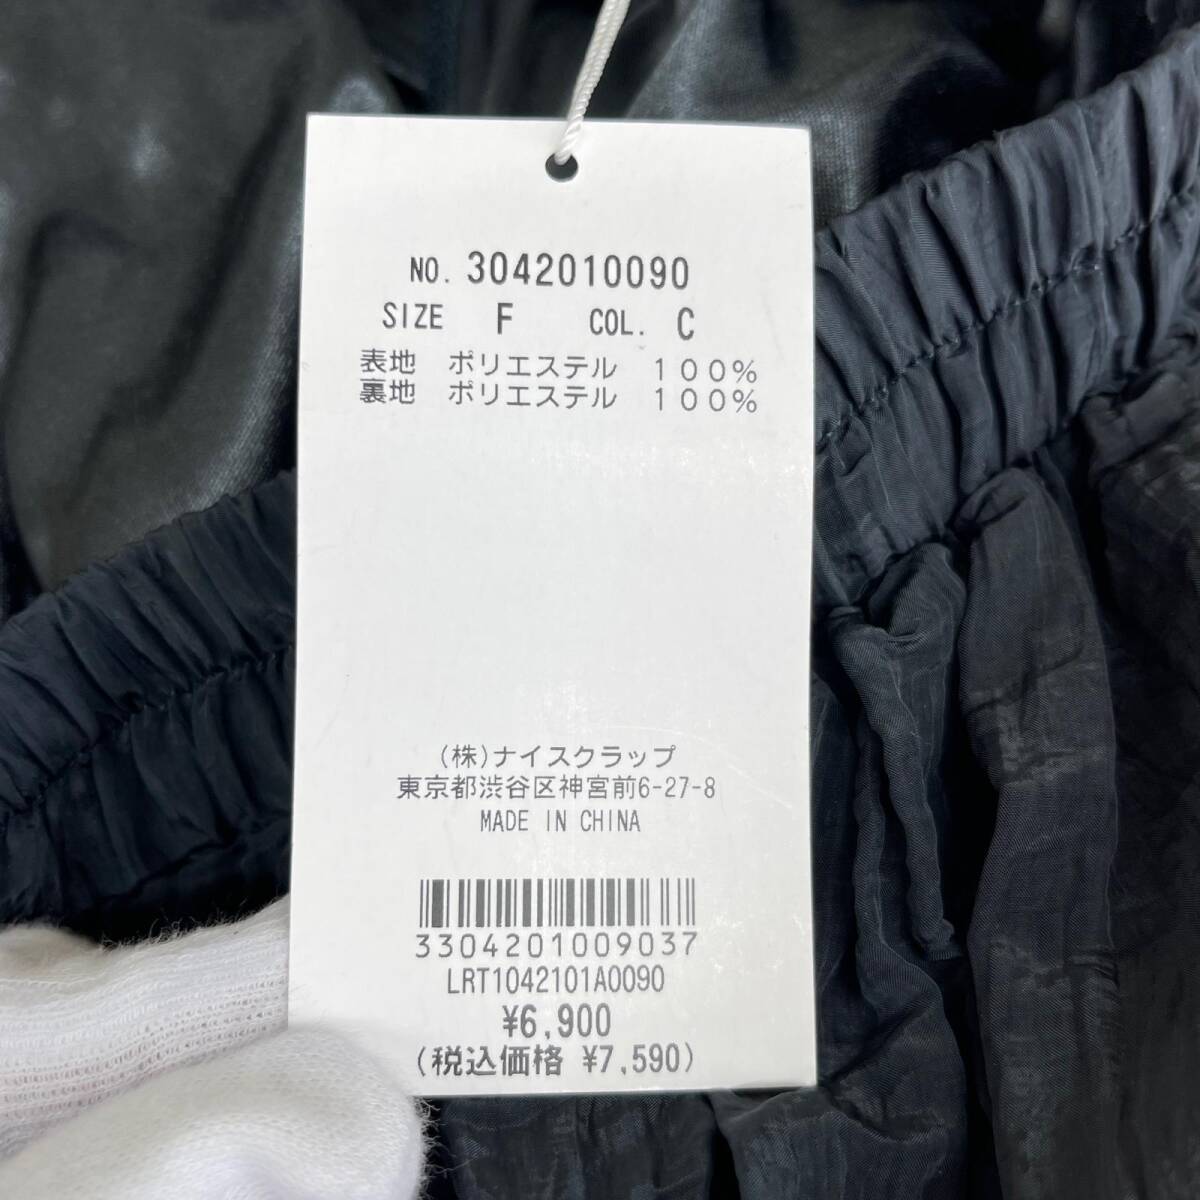 NO. 3042010090
SIZE F COL. C
表地 ポリエステル 100%
裏地 ポリエステル 100%
(株)ナイスクラップ
東京都渋谷区神宮前6-27-8
MADE IN CHINA
3304201009037
LRT1042101A0090
¥6,900
(税込価格 ¥7,590)